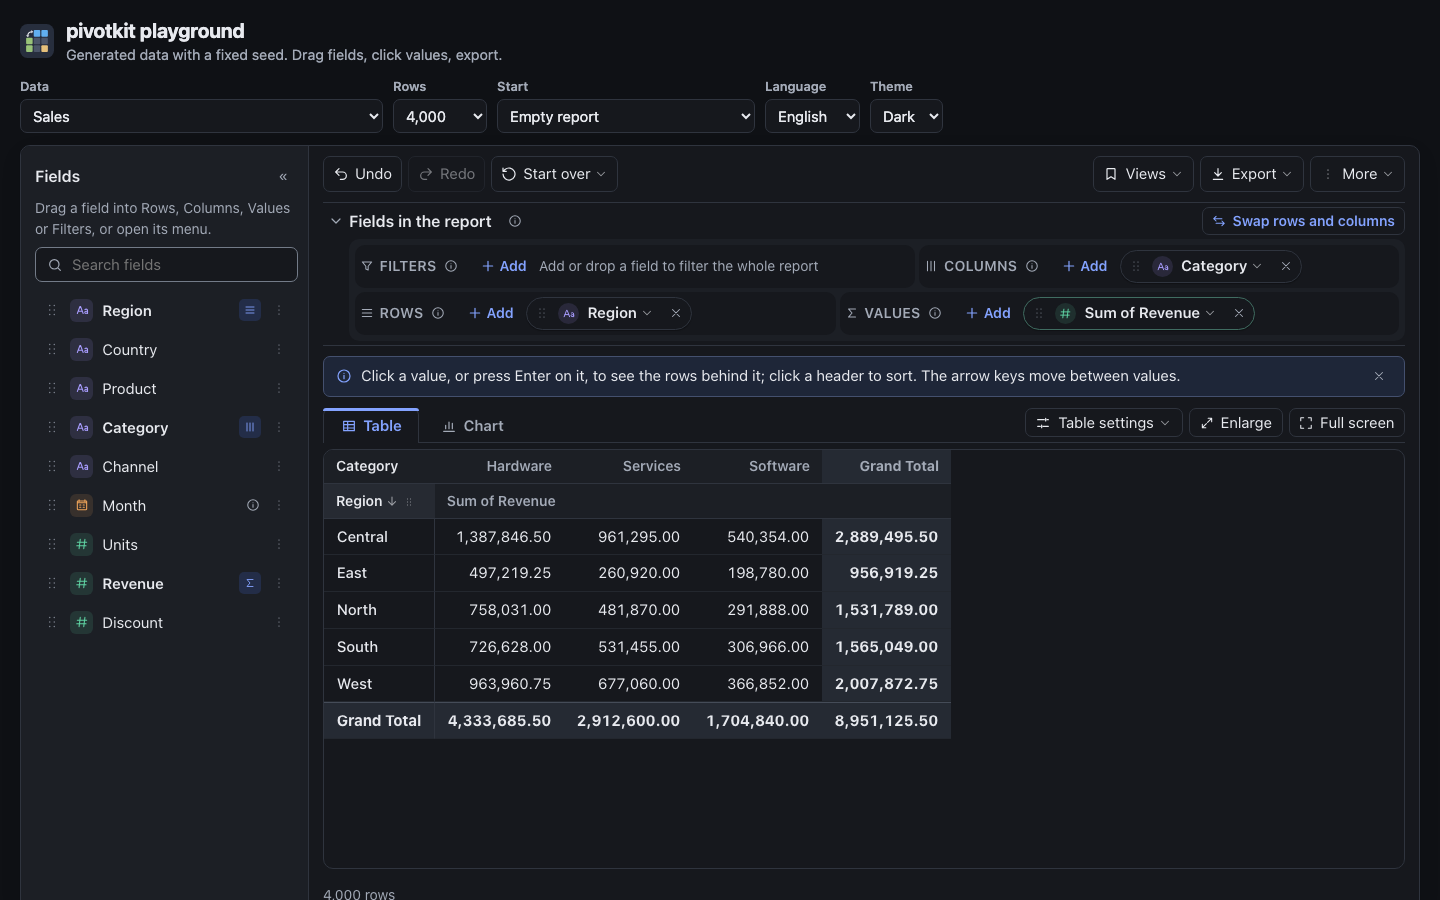 pivotkit playground
Generated data with a fixed seed. Drag fields, click values, export.
Data Rows Start Language Theme
Sales 4,000 Empty report English Dark
Fields «
Drag a field into Rows, Columns, Values
or Filters, or open its menu.
Search fields
Aa Region
Aa Country
Aa Product
Aa Category
Aa Channel
Month
# Units
# Revenue Σ
# Discount
Undo Redo Start over Views Export More
Fields in the report Swap rows and columns
FILTERS + Add Add or drop a field to filter the whole report
COLUMNS + Add Aa Category
ROWS + Add Aa Region
Σ VALUES + Add # Sum of Revenue
Click a value, or press Enter on it, to see the rows behind it; click a header to sort. The arrow keys move between values.
Table Chart Table settings Enlarge Full screen
Category Hardware Services Software Grand Total
Region ↓ Sum of Revenue
Central 1,387,846.50 961,295.00 540,354.00 2,889,495.50
East 497,219.25 260,920.00 198,780.00 956,919.25
North 758,031.00 481,870.00 291,888.00 1,531,789.00
South 726,628.00 531,455.00 306,966.00 1,565,049.00
West 963,960.75 677,060.00 366,852.00 2,007,872.75
Grand Total 4,333,685.50 2,912,600.00 1,704,840.00 8,951,125.50
4,000 rows